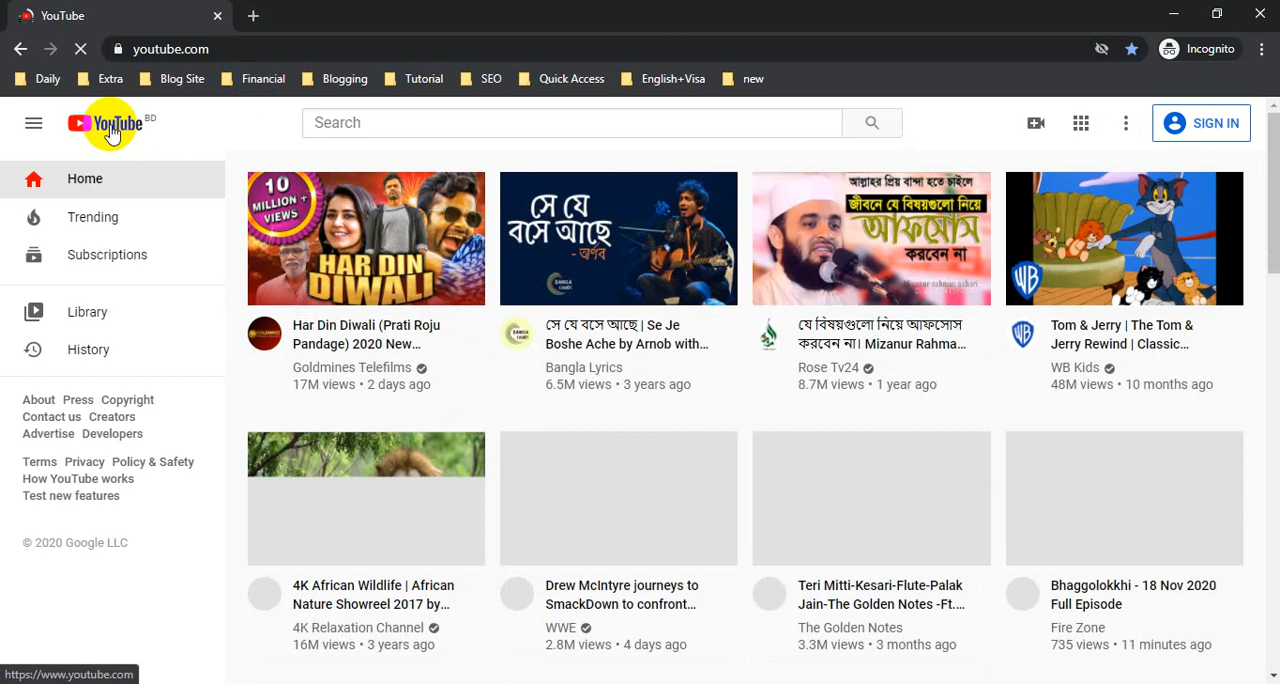 YouTube
youtube.com
Incognito
Daily
Extra
Blog Site
Financial
Blogging
Tutorial
SEO
Quick Access
English+Visa
new
YouTube BD
Search
SIGN IN
Home
Trending
Subscriptions
Library
History
About Press Copyright
Contact us Creators
Advertise Developers
Terms Privacy Policy & Safety
How YouTube works
Test new features
© 2020 Google LLC
10
MILLION +
VIEWS
HAR DIN
DIWALI
Har Din Diwali (Prati Roju
Pandage) 2020 New...
Goldmines Telefilms
17M views • 2 days ago
সে যে
বসে আছে
- অর্ণব
সে যে বসে আছে | Se Je
Boshe Ache by Arnob with...
Bangla Lyrics
6.5M views • 3 years ago
আল্লাহর প্রিয় বান্দা হতে চাইলে
জীবনে যে বিষয়গুলো নিয়ে
আফসোস
করবেন না
যে বিষয়গুলো নিয়ে আফসোস
করবেন না। Mizanur Rahma...
Rose Tv24
8.7M views • 1 year ago
WB
Tom & Jerry | The Tom &
Jerry Rewind | Classic...
WB Kids
48M views • 10 months ago
4K African Wildlife | African
Nature Showreel 2017 by...
4K Relaxation Channel
16M views • 3 years ago
Drew McIntyre journeys to
SmackDown to confront...
WWE
2.8M views • 4 days ago
Teri Mitti-Kesari-Flute-Palak
Jain-The Golden Notes -Ft....
The Golden Notes
3.3M views • 3 months ago
Bhaggolokkhi - 18 Nov 2020
Full Episode
Fire Zone
735 views • 11 minutes ago
https://www.youtube.com